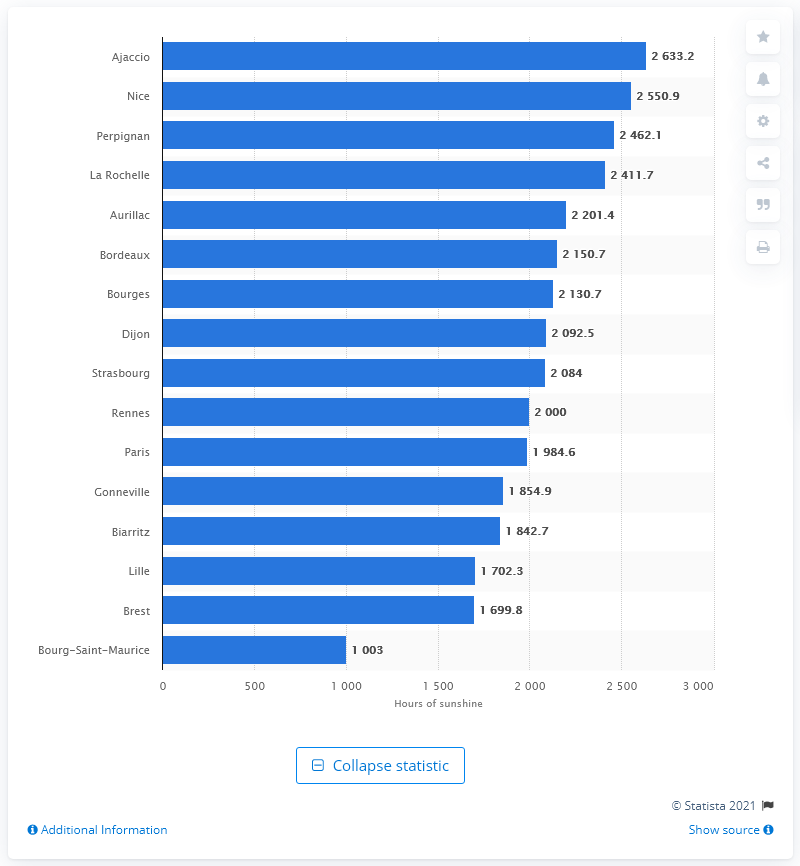 Ajaccio 2 633.2
Nice 2 550.9
Perpignan 2 462.1
La Rochelle 2 411.7
Aurillac 2 201.4
Bordeaux 2 150.7
Bourges 2 130.7
Dijon 2 092.5
Strasbourg 2 084
Rennes 2 000
Paris 1 984.6
Gonneville 1 854.9
Biarritz 1 842.7
Lille 1 702.3
Brest 1 699.8
Bourg-Saint-Maurice 1 003
0 500 1 000 1 500 2 000 2 500 3 000
Hours of sunshine
Collapse statistic
© Statista 2021
Additional Information Show source